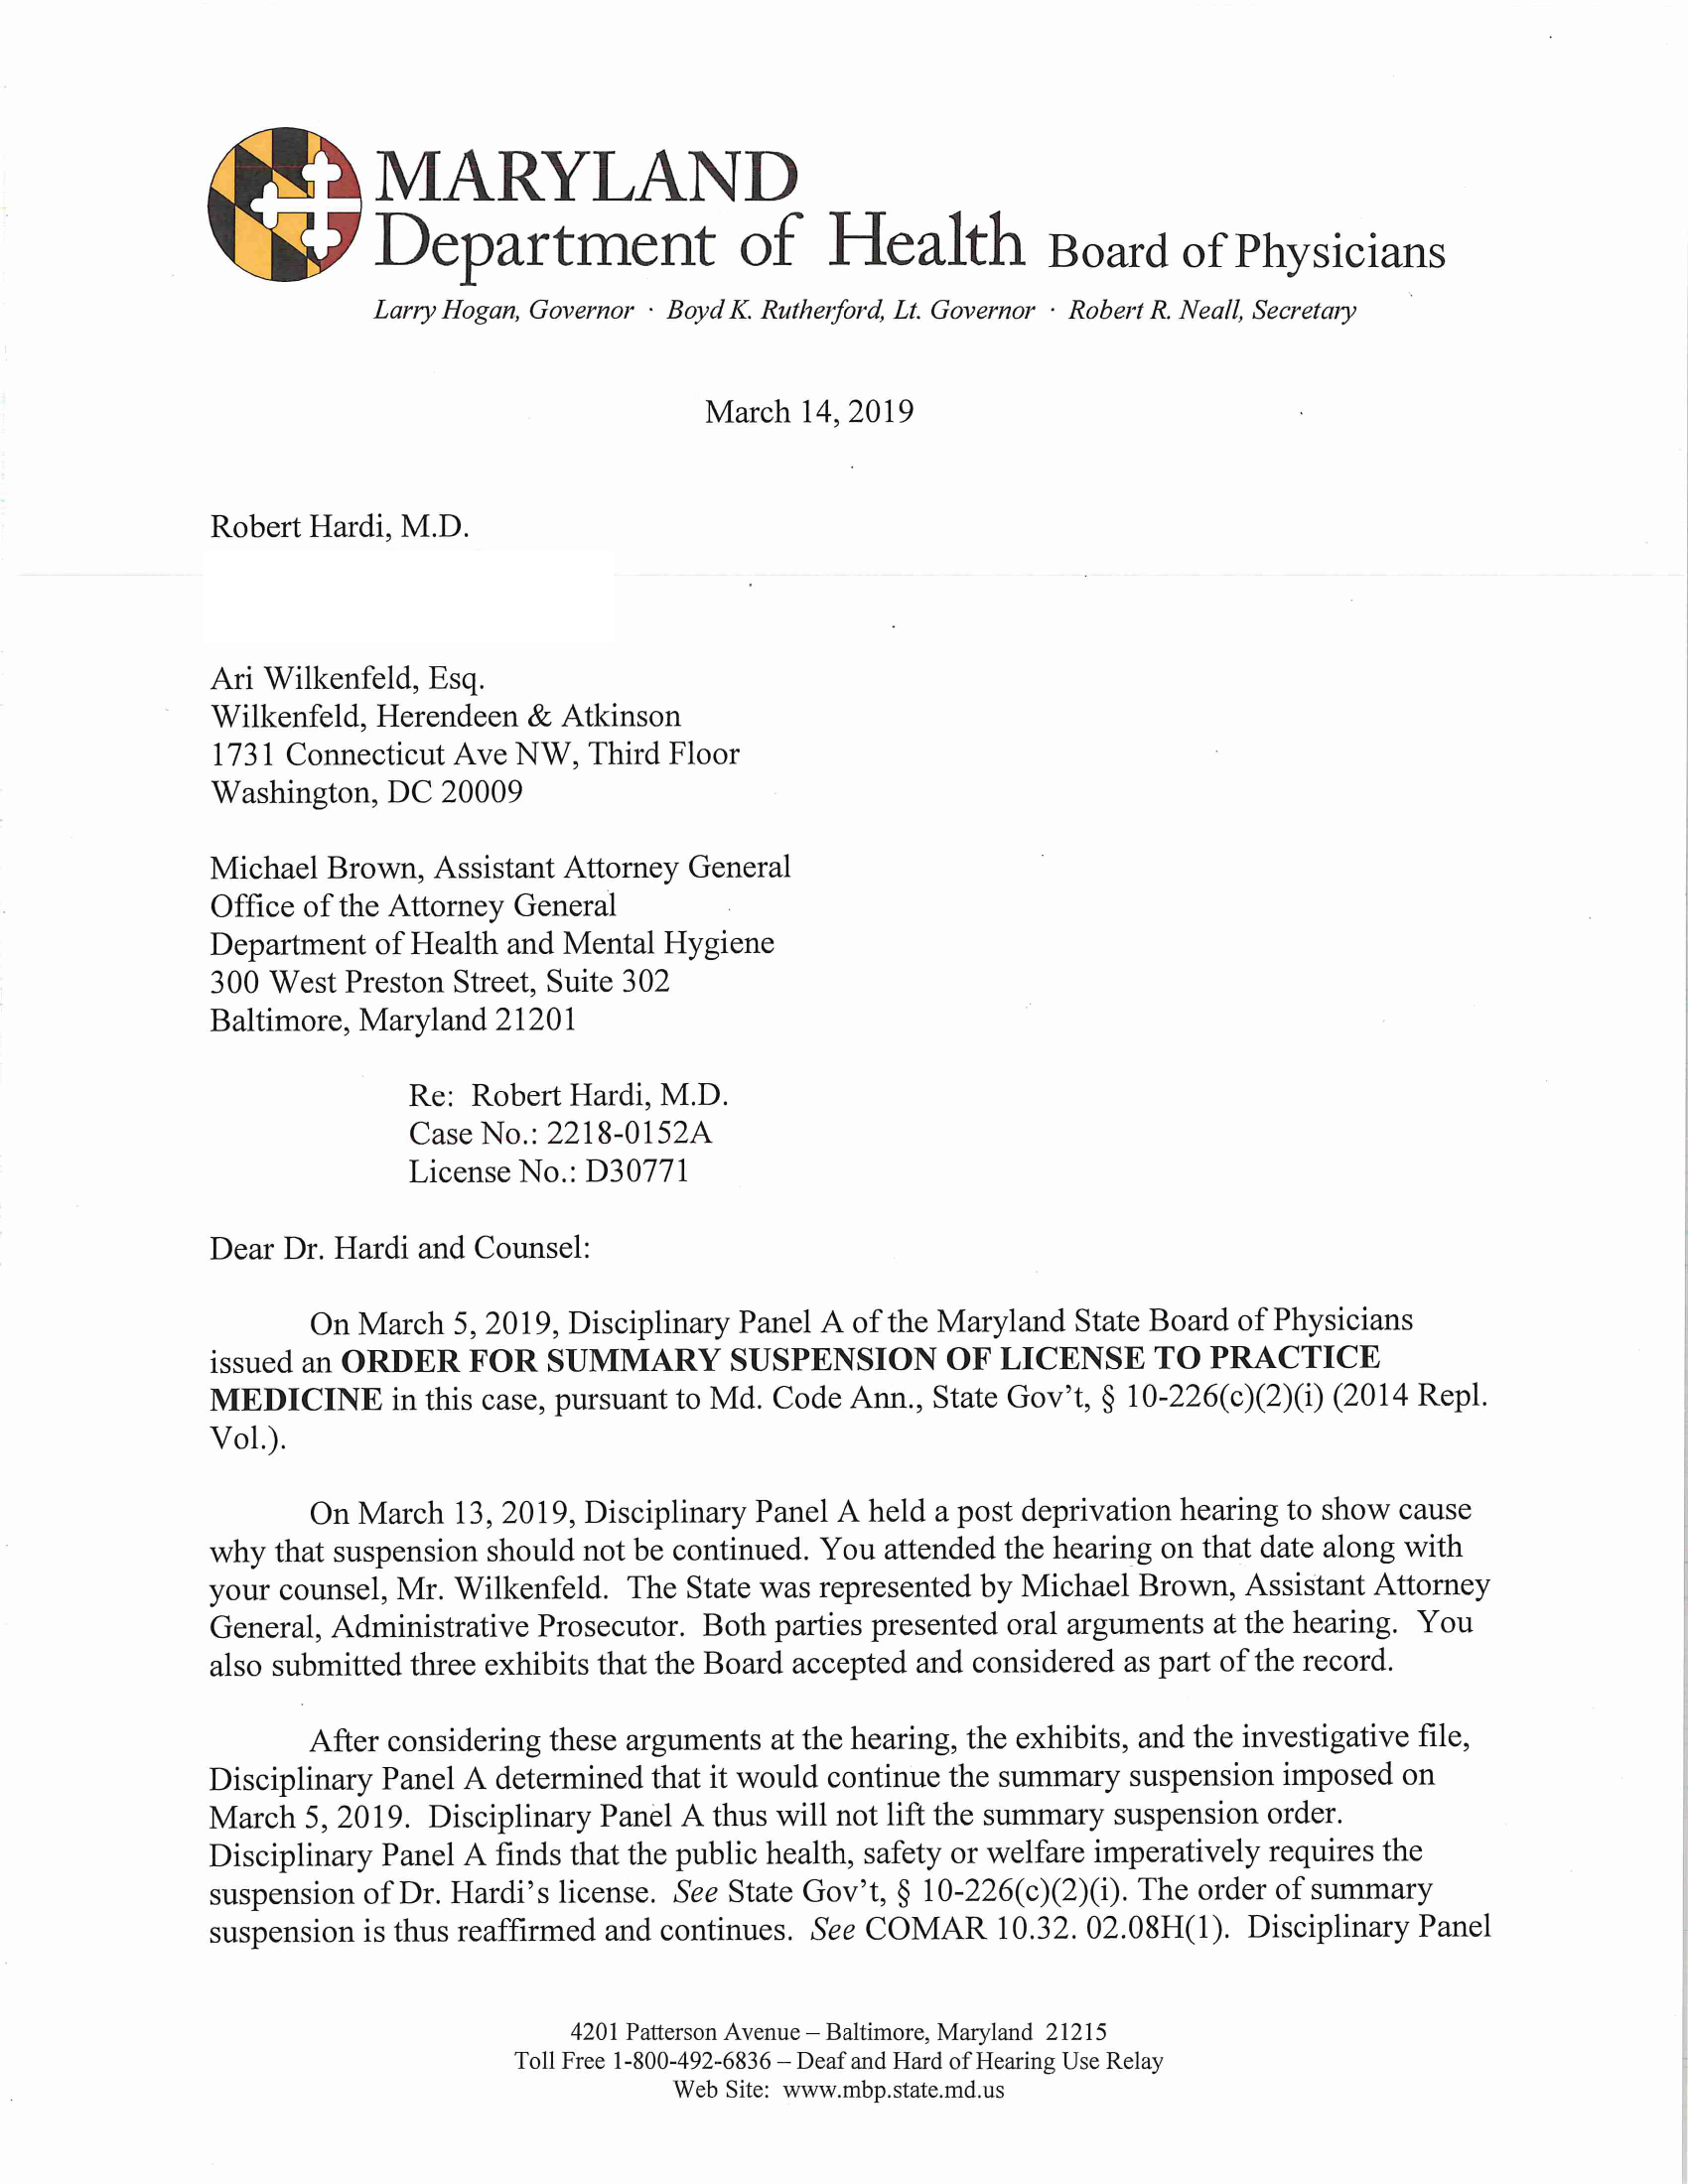 MARYLAND
Department of Health Board of Physicians
Larry Hogan, Governor · Boyd K. Rutherford, Lt. Governor · Robert R. Neall, Secretary
March 14, 2019
Robert Hardi, M.D.
Ari Wilkenfeld, Esq.
Wilkenfeld, Herendeen & Atkinson
1731 Connecticut Ave NW, Third Floor
Washington, DC 20009
Michael Brown, Assistant Attorney General
Office of the Attorney General
Department of Health and Mental Hygiene
300 West Preston Street, Suite 302
Baltimore, Maryland 21201
Re: Robert Hardi, M.D.
Case No.: 2218-0152A
License No.: D30771
Dear Dr. Hardi and Counsel:
On March 5, 2019, Disciplinary Panel A of the Maryland State Board of Physicians
issued an ORDER FOR SUMMARY SUSPENSION OF LICENSE TO PRACTICE
MEDICINE in this case, pursuant to Md. Code Ann., State Gov't, § 10-226(c)(2)(i) (2014 Repl.
Vol.).
On March 13, 2019, Disciplinary Panel A held a post deprivation hearing to show cause
why that suspension should not be continued. You attended the hearing on that date along with
your counsel, Mr. Wilkenfeld. The State was represented by Michael Brown, Assistant Attorney
General, Administrative Prosecutor. Both parties presented oral arguments at the hearing. You
also submitted three exhibits that the Board accepted and considered as part of the record.
After considering these arguments at the hearing, the exhibits, and the investigative file,
Disciplinary Panel A determined that it would continue the summary suspension imposed on
March 5, 2019. Disciplinary Panel A thus will not lift the summary suspension order.
Disciplinary Panel A finds that the public health, safety or welfare imperatively requires the
suspension of Dr. Hardi's license. See State Gov't, § 10-226(c)(2)(i). The order of summary
suspension is thus reaffirmed and continues. See COMAR 10.32. 02.08H(1). Disciplinary Panel
4201 Patterson Avenue – Baltimore, Maryland 21215
Toll Free 1-800-492-6836 – Deaf and Hard of Hearing Use Relay
Web Site: www.mbp.state.md.us